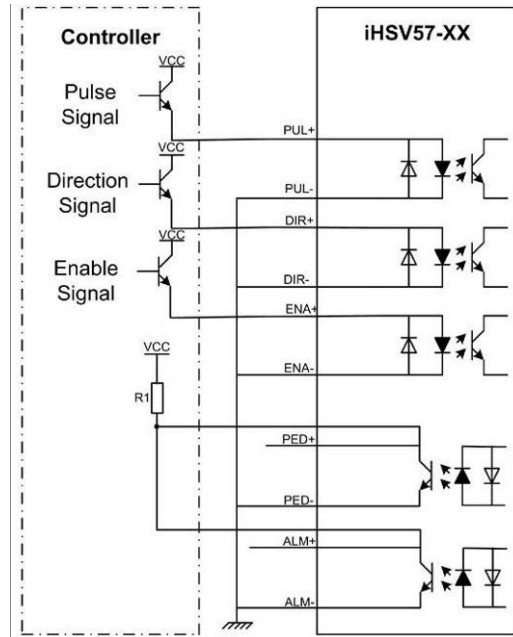 Controller
iHSV57-XX
VCC
Pulse
Signal
PUL+
VCC
PUL-
Direction
Signal
DIR+
VCC
DIR-
Enable
Signal
ENA+
VCC
ENA-
R1
PED+
PED-
ALM+
ALM-